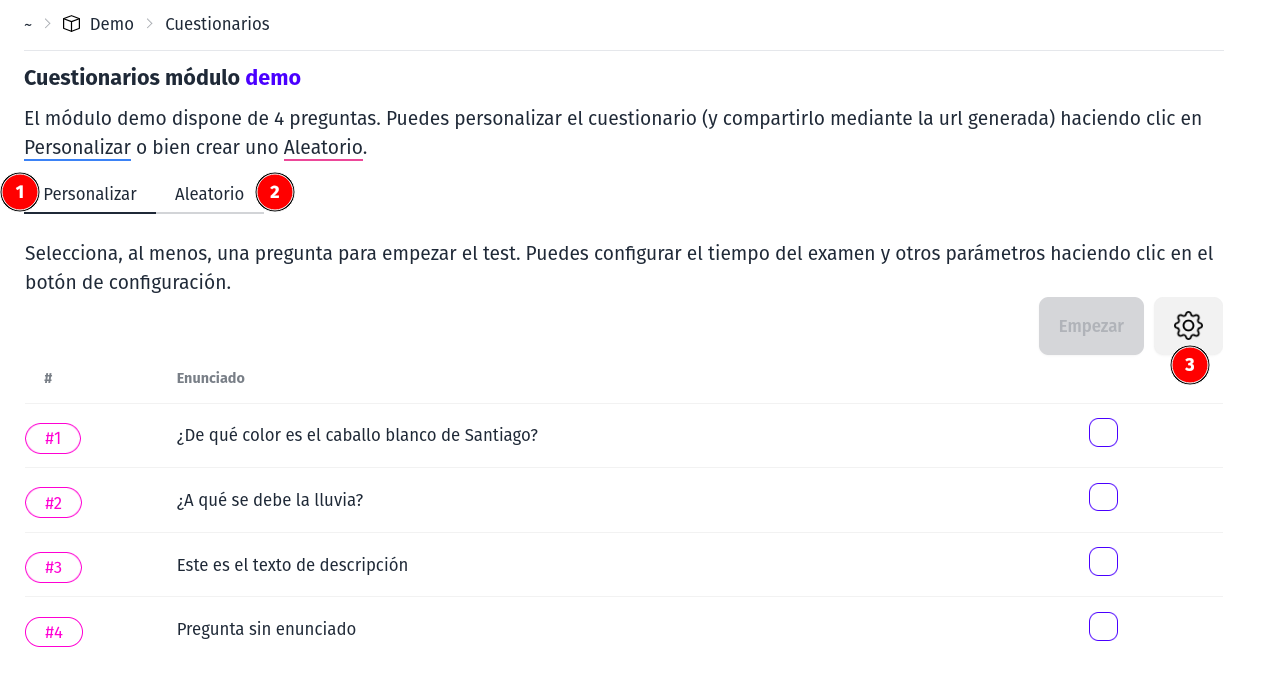 ~ > Demo > Cuestionarios
Cuestionarios módulo demo
El módulo demo dispone de 4 preguntas. Puedes personalizar el cuestionario (y compartirlo mediante la url generada) haciendo clic en
Personalizar o bien crear uno Aleatorio.
1 Personalizar Aleatorio 2
Selecciona, al menos, una pregunta para empezar el test. Puedes configurar el tiempo del examen y otros parámetros haciendo clic en el
botón de configuración.
Empezar
3
# Enunciado
#1 ¿De qué color es el caballo blanco de Santiago?
#2 ¿A qué se debe la lluvia?
#3 Este es el texto de descripción
#4 Pregunta sin enunciado